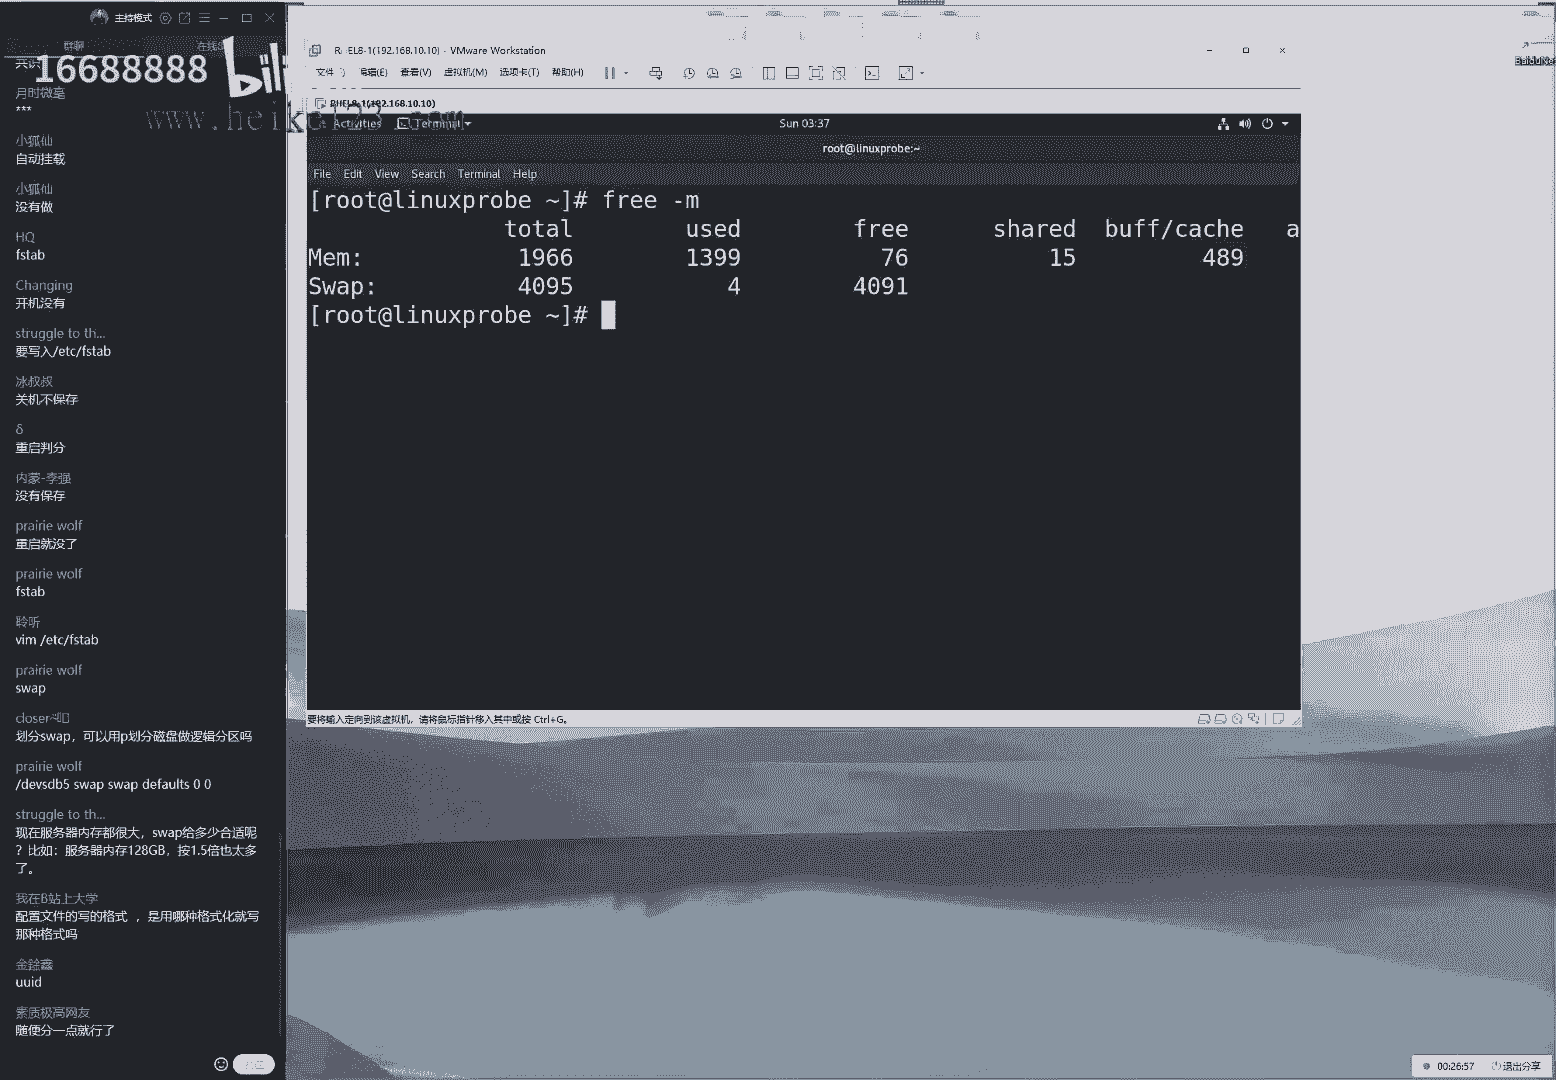 主持模式
群聊
16688888
bili
www.heike123.com
月时微毫
***
小狐仙
自动挂载
小狐仙
没有做
HQ
fstab
Changing
开机没有
struggle to th...
要写入/etc/fstab
冰叔叔
关机不保存
δ
重启判分
内蒙-李强
没有保存
prairie wolf
重启就没了
prairie wolf
fstab
聆听
vim /etc/fstab
prairie wolf
swap
closer
划分swap，可以用p划分磁盘做逻辑分区吗
prairie wolf
/devsdb5 swap swap defaults 0 0
struggle to th...
现在服务器内存都很大，swap给多少合适呢
？比如：服务器内存128GB，按1.5倍也太多
了。
我在B站上大学
配置文件的写的格式 ，是用哪种格式化就写
那种格式吗
金鍂鑫
uuid
素质极高网友
随便分一点就行了
RHEL8-1(192.168.10.10) - VMware Workstation
文件 编辑(E) 查看(V) 虚拟机(M) 选项卡(T) 帮助(H)
RHEL8-1(192.168.10.10)
Activities Terminal Sun 03:37
root@linuxprobe:~
File Edit View Search Terminal Help
[root@linuxprobe ~]# free -m
total used free shared buff/cache a
Mem: 1966 1399 76 15 489
Swap: 4095 4 4091
[root@linuxprobe ~]#
要将输入定向到该虚拟机，请将鼠标指针移入其中或按 Ctrl+G。
BaiduNe
00:26:57 退出分享